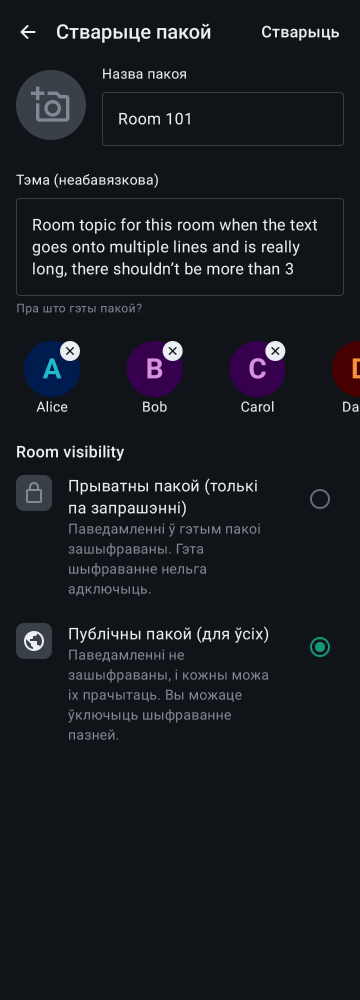 Стварыце пакой
Стварыць
Назва пакоя
Room 101
Тэма (неабавязкова)
Room topic for this room when the text
goes onto multiple lines and is really
long, there shouldn’t be more than 3
Пра што гэты пакой?
A
B
C
D
Alice
Bob
Carol
Da
Room visibility
Прыватны пакой (толькі
па запрашэнні)
Паведамленні ў гэтым пакоі
зашыфраваны. Гэта
шыфраванне нельга
адключыць.
Публічны пакой (для ўсіх)
Паведамленні не
зашыфраваны, і кожны можа
іх прачытаць. Вы можаце
ўключыць шыфраванне
пазней.